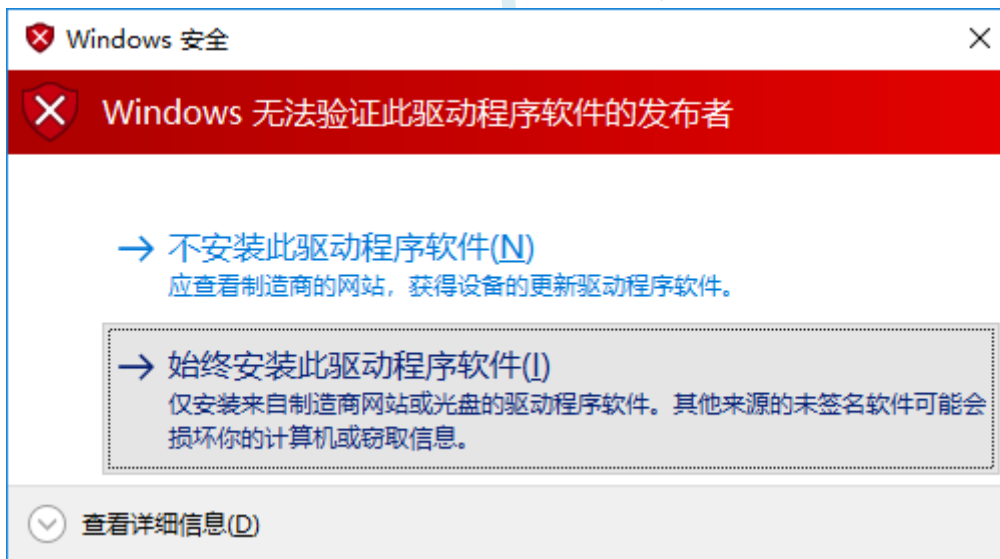 Windows 安全
Windows 无法验证此驱动程序软件的发布者
不安装此驱动程序软件(N)
应查看制造商的网站，获得设备的更新驱动程序软件。
始终安装此驱动程序软件(I)
仅安装来自制造商网站或光盘的驱动程序软件。其他来源的未签名软件可能会
损坏你的计算机或窃取信息。
查看详细信息(D)